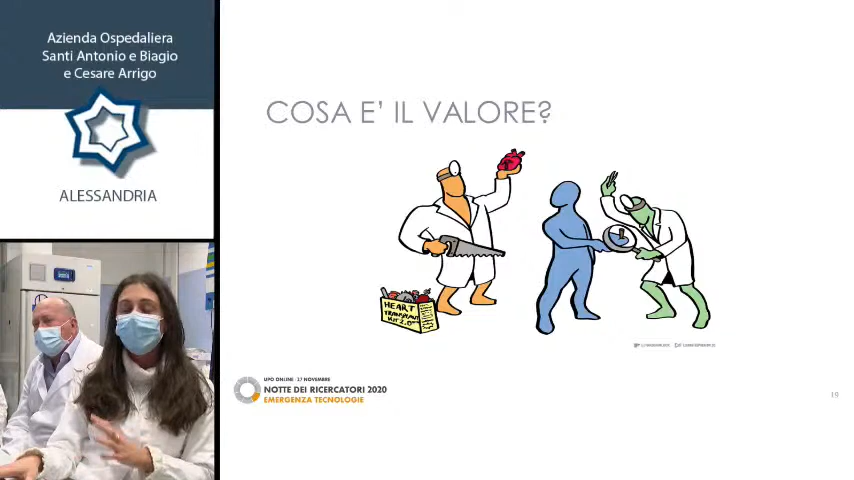 Azienda Ospedaliera
Santi Antonio e Biagio
e Cesare Arrigo
ALESSANDRIA
COSA E' IL VALORE?
HEART
TRANSPLANT
UPO ONLINE - 27 NOVEMBRE
NOTTE DEI RICERCATORI 2020
EMERGENZA TECNOLOGIE
19